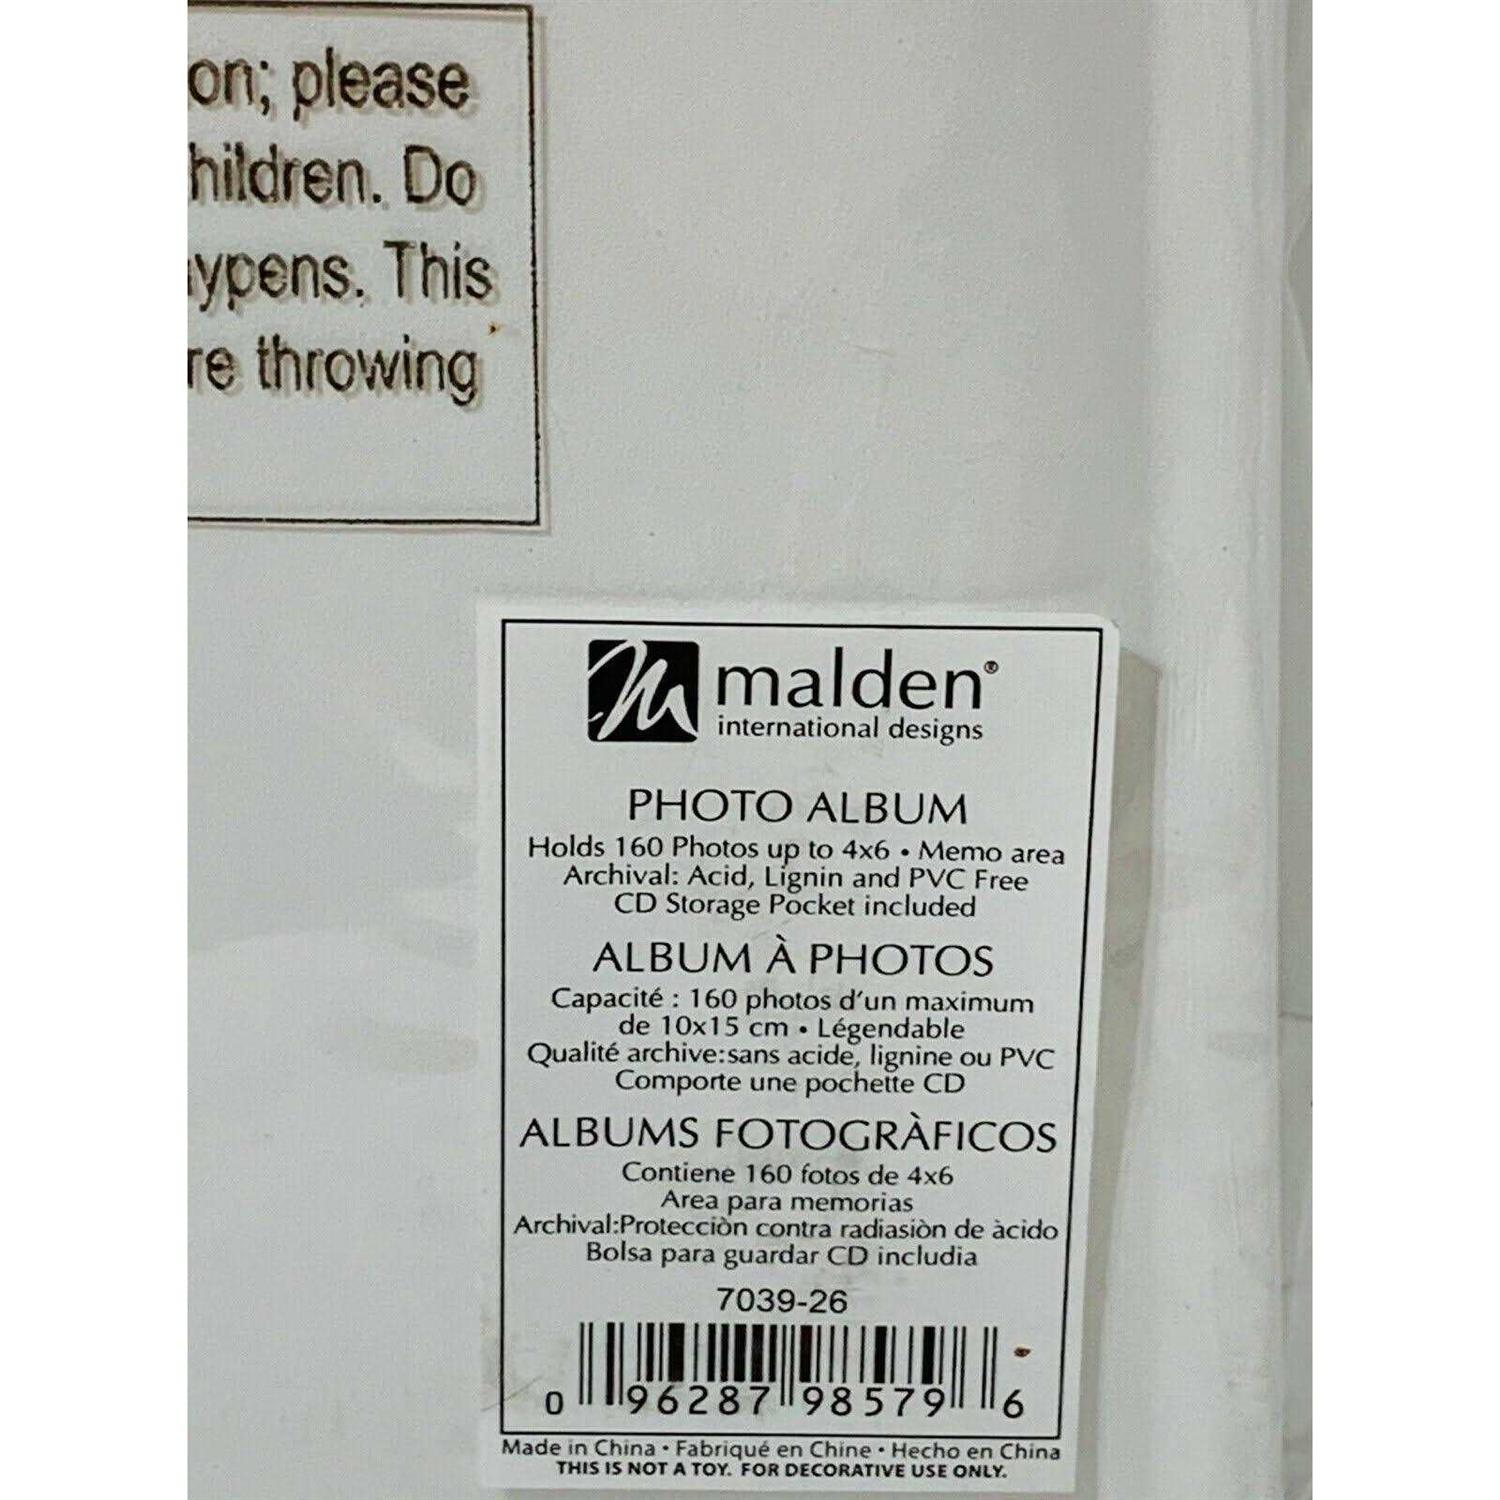 on; please
hildren. Do
ypens. This
re throwing
malden®
international designs
PHOTO ALBUM
Holds 160 Photos up to 4x6 • Memo area
Archival: Acid, Lignin and PVC Free
CD Storage Pocket included
ALBUM À PHOTOS
Capacité : 160 photos d'un maximum
de 10x15 cm • Légendable
Qualité archive:sans acide, lignine ou PVC
Comporte une pochette CD
ALBUMS FOTOGRÀFICOS
Contiene 160 fotos de 4x6
Area para memorias
Archival:Protecciòn contra radiasiòn de àcido
Bolsa para guardar CD includia
7039-26
0 96287 98579 6
Made in China • Fabriqué en Chine • Hecho en China
THIS IS NOT A TOY. FOR DECORATIVE USE ONLY.